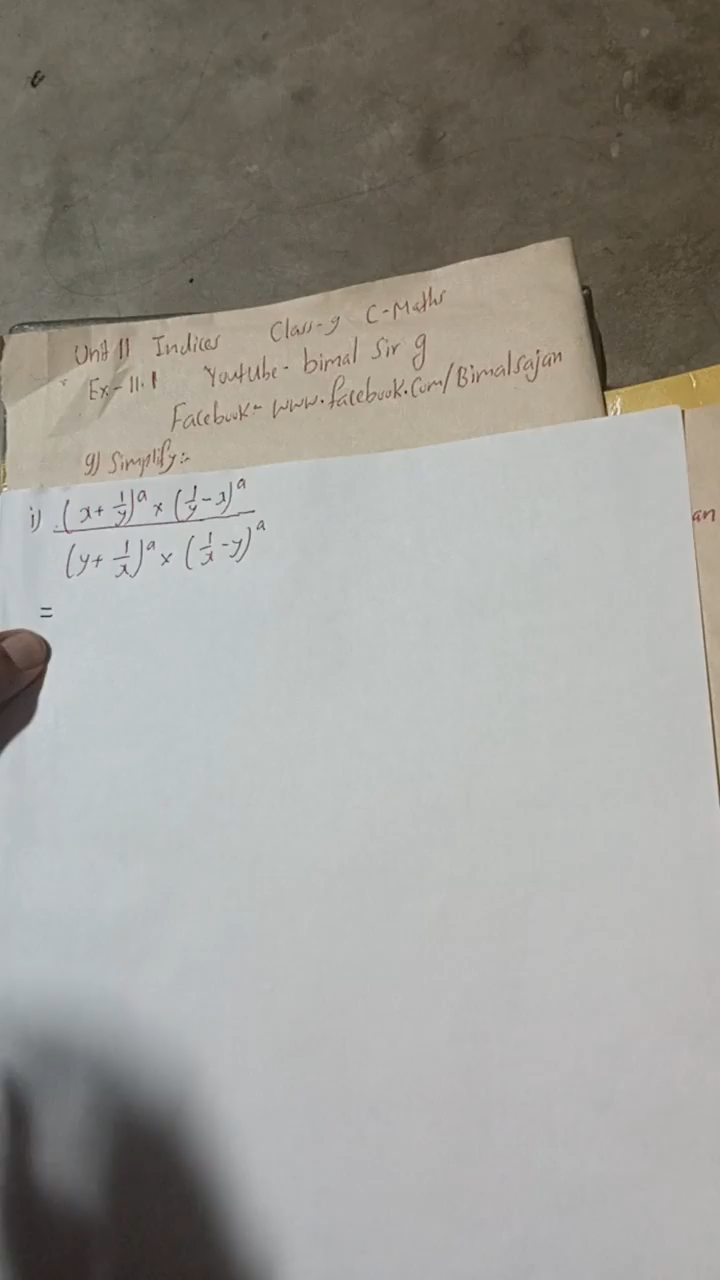 Unit 11 Indices Class-9 C-Maths
Ex-11.1 Youtube- bimal Sir g
Facebook- www.facebook.com/Bimalsajan
g) Simplify:-
i) (x + 1/y)^a × (1/y - x)^a
(y + 1/x)^a × (1/x - y)^a
=
an